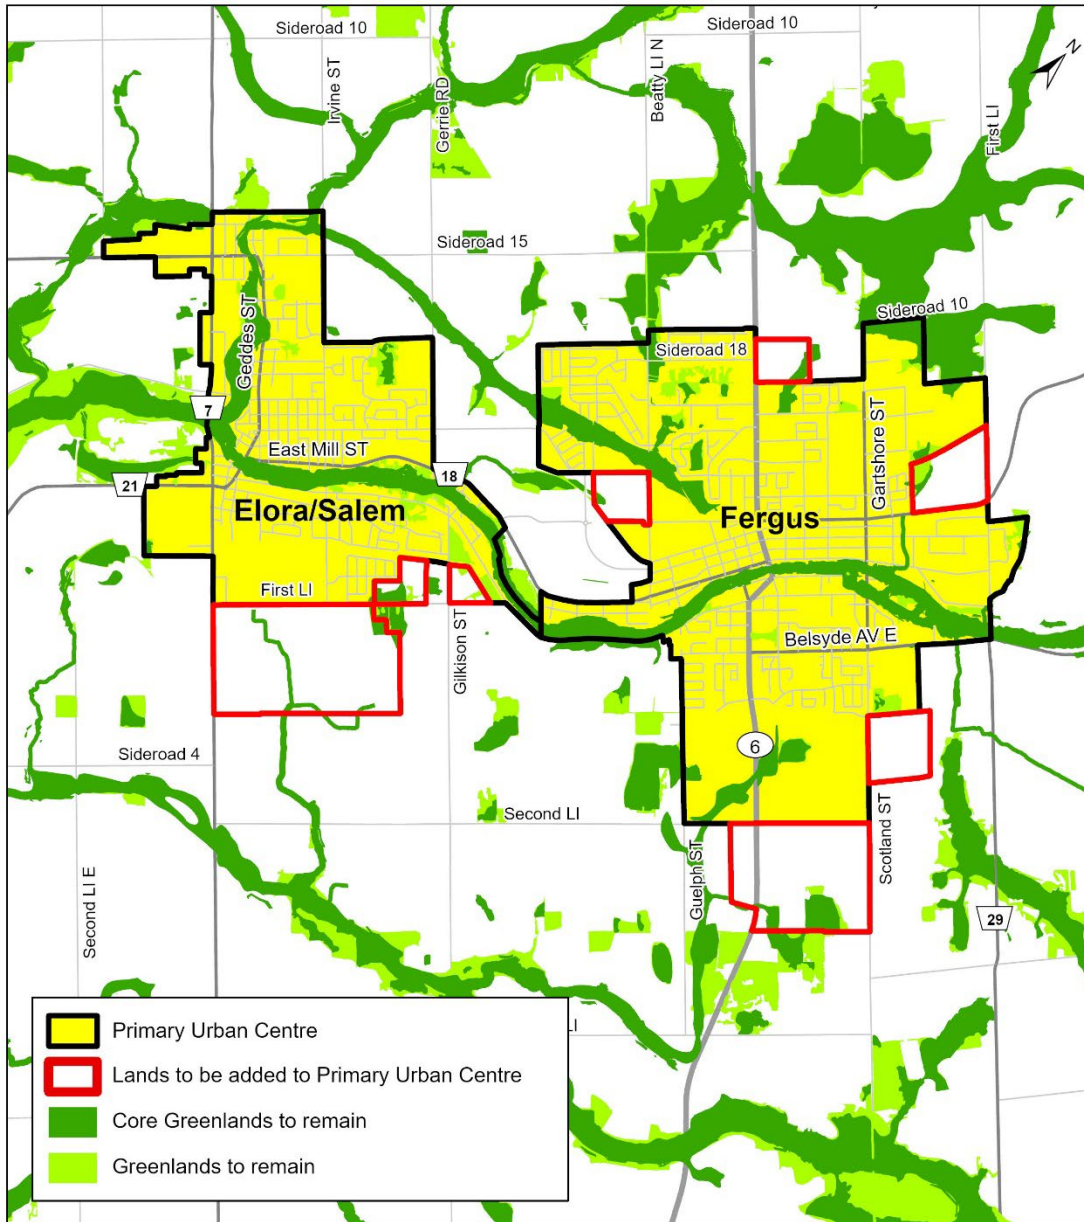 Sideroad 10
Sideroad 10
N
Irvine ST
Gerrie RD
Beatty LI N
First LI
Sideroad 15
Sideroad 10
Geddes ST
Sideroad 18
7
Gartshore ST
East Mill ST
18
21
Elora/Salem
Fergus
First LI
Gilkison ST
Belsyde AV E
6
Sideroad 4
Second LI
Scotland ST
Guelph ST
Second LI E
29
LI
Primary Urban Centre
Lands to be added to Primary Urban Centre
Core Greenlands to remain
Greenlands to remain